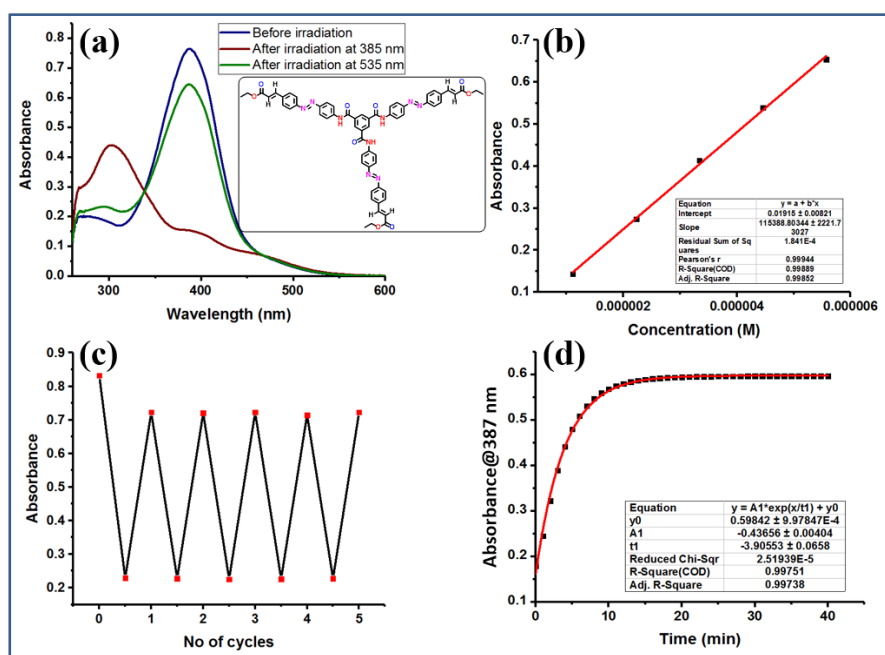 (a)
Before irradiation
After irradiation at 385 nm
After irradiation at 535 nm
0.8
0.7
0.6
0.5
0.4
0.3
0.2
0.1
0.0
Absorbance
300 400 500 600
Wavelength (nm)
(b)
0.7
0.6
0.5
0.4
0.3
0.2
0.1
Absorbance
Equation y = a + b*x
Intercept 0.01915 ± 0.00821
Slope 115388.80344 ± 2221.7
3027
Residual Sum of Sq
uares 1.841E-4
Pearson's r 0.99944
R-Square(COD) 0.99889
Adj. R-Square 0.99852
0.000002 0.000004 0.000006
Concentration (M)
(c)
0.9
0.8
0.7
0.6
0.5
0.4
0.3
0.2
Absorbance
0 1 2 3 4 5
No of cycles
(d)
0.6
0.5
0.4
0.3
0.2
0.1
Absorbance@387 nm
Equation y = A1*exp(x/t1) + y0
y0 0.59842 ± 9.97847E-4
A1 -0.43656 ± 0.00404
t1 -3.90553 ± 0.0658
Reduced Chi-Sqr 2.51939E-5
R-Square(COD) 0.99751
Adj. R-Square 0.99738
0 10 20 30 40
Time (min)